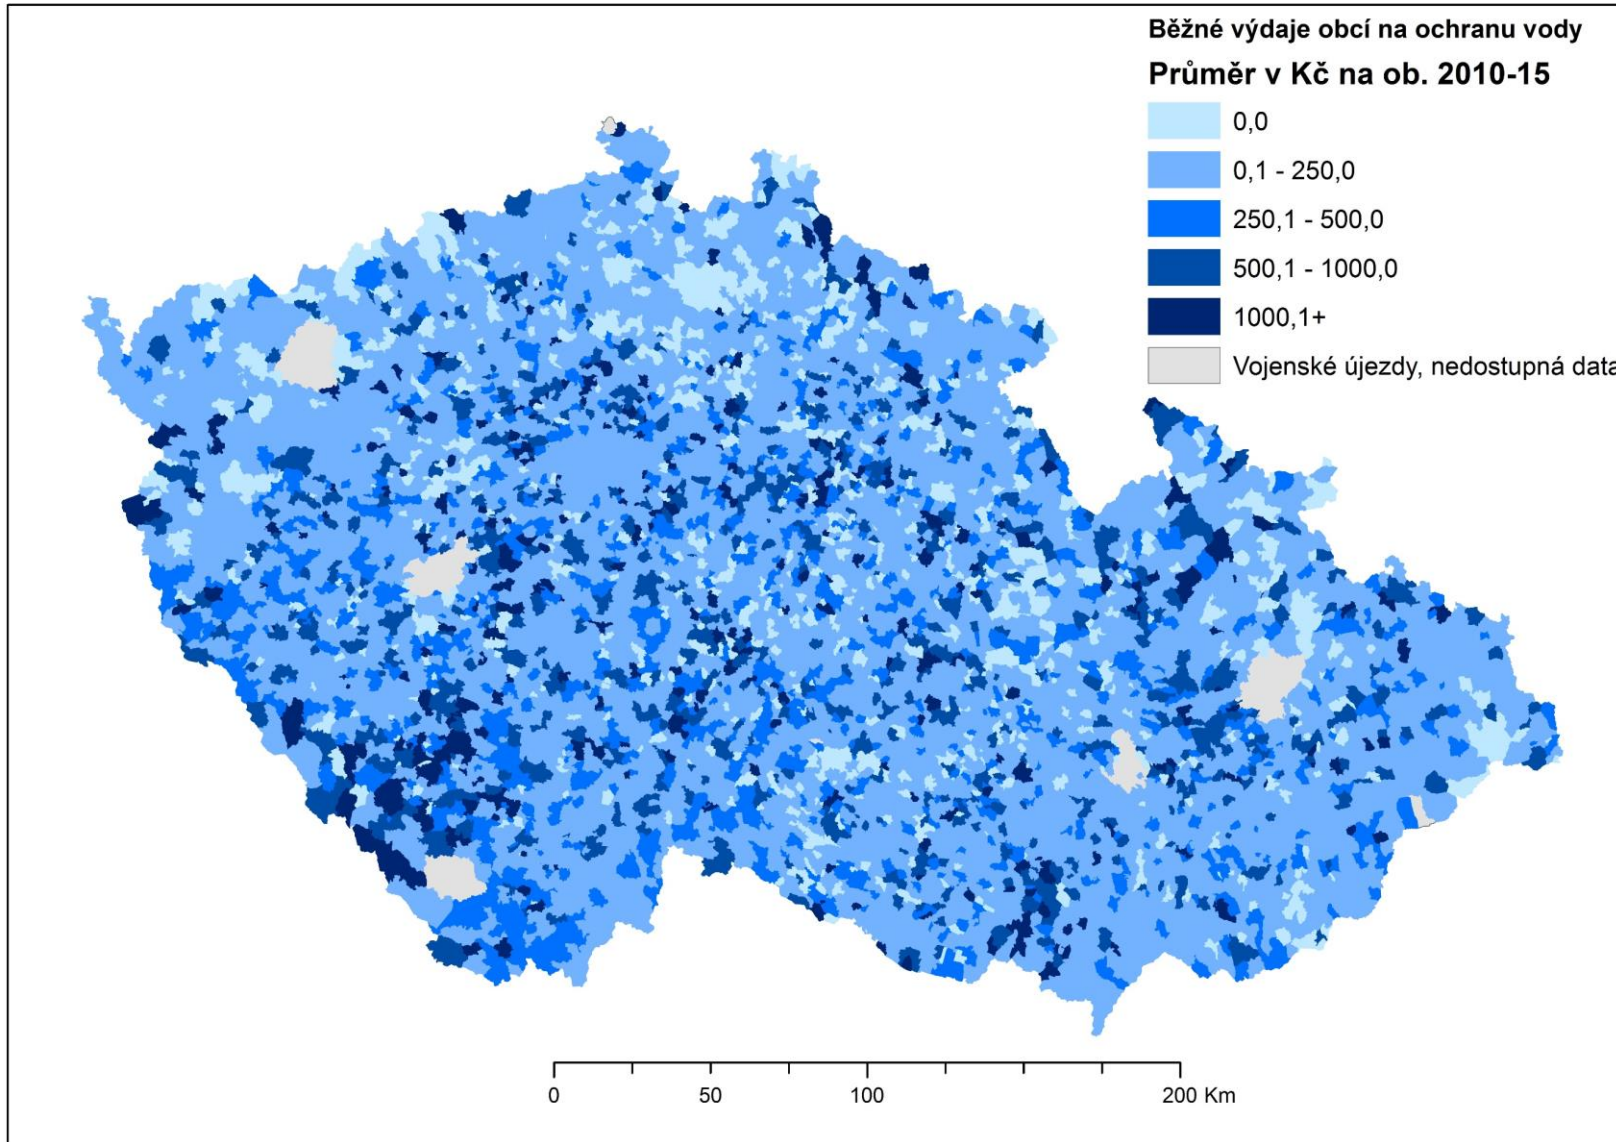 Běžné výdaje obcí na ochranu vody
Průměr v Kč na ob. 2010-15
0,0
0,1 - 250,0
250,1 - 500,0
500,1 - 1000,0
1000,1+
Vojenské újezdy, nedostupná data
0 50 100 200 Km